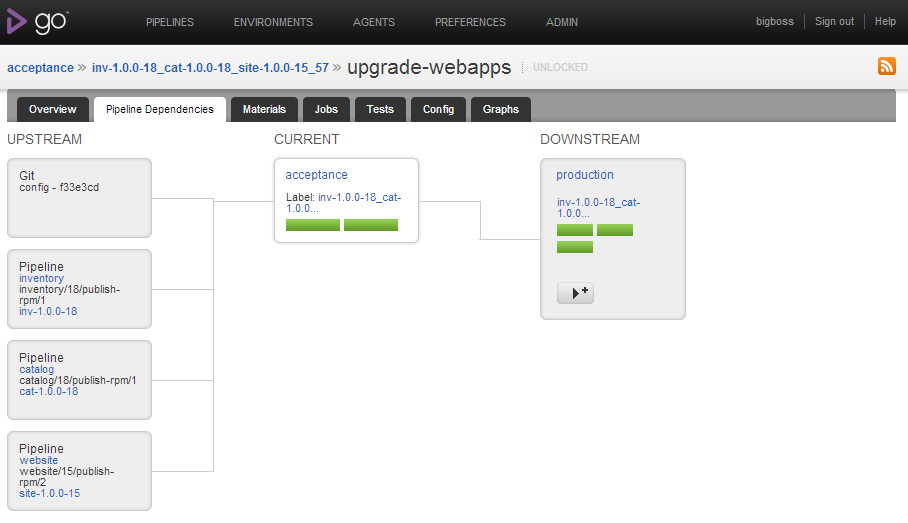 go™
PIPELINES ENVIRONMENTS AGENTS PREFERENCES ADMIN
bigboss Sign out Help
acceptance » inv-1.0.0-18_cat-1.0.0-18_site-1.0.0-15_57 » upgrade-webapps UNLOCKED
Overview Pipeline Dependencies Materials Jobs Tests Config Graphs
UPSTREAM
Git
config - f33e3cd
Pipeline
inventory
inventory/18/publish-
rpm/1
inv-1.0.0-18
Pipeline
catalog
catalog/18/publish-rpm/1
cat-1.0.0-18
Pipeline
website
website/15/publish-
rpm/2
site-1.0.0-15
CURRENT
acceptance
Label: inv-1.0.0-18_cat-
1.0.0...
DOWNSTREAM
production
inv-1.0.0-18_cat-
1.0.0...